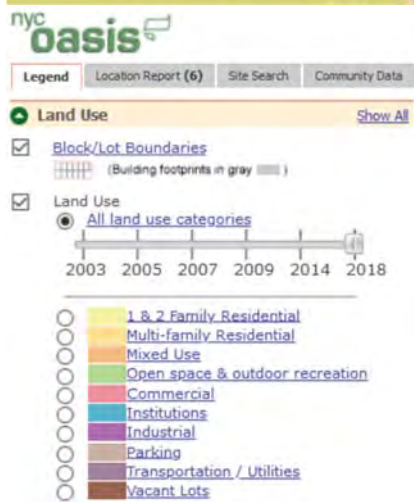 nyc
oasis
Legend Location Report (6) Site Search Community Data
Land Use Show All
Block/Lot Boundaries
(Building footprints in gray )
Land Use
All land use categories
2003 2005 2007 2009 2014 2018
1 & 2 Family Residential
Multi-family Residential
Mixed Use
Open space & outdoor recreation
Commercial
Institutions
Industrial
Parking
Transportation / Utilities
Vacant Lots